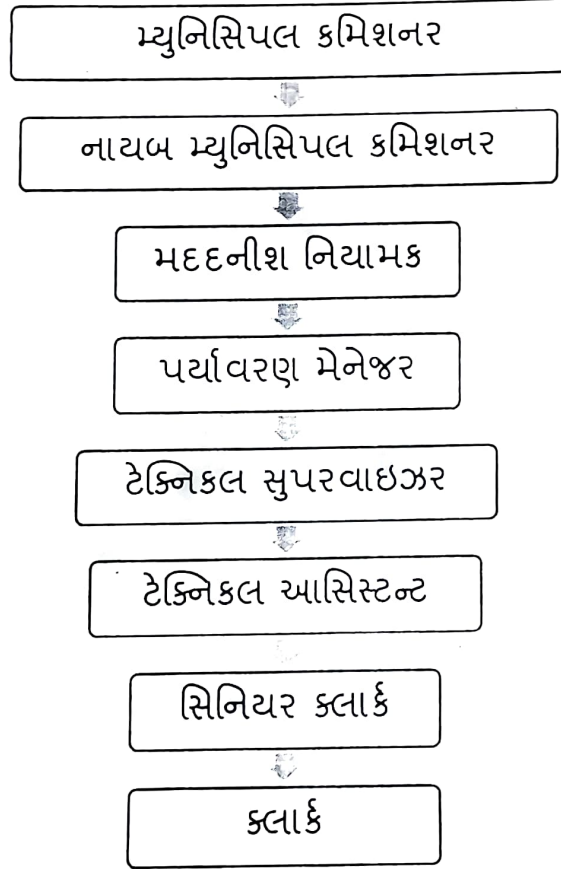 મ્યુનિસિપલ કમિશનર
નાયબ મ્યુનિસિપલ કમિશનર
મદદનીશ નિયામક
પર્યાવરણ મેનેજર
ટેક્નિકલ સુપરવાઇઝર
ટેક્નિકલ આસિસ્ટન્ટ
સિનિયર ક્લાર્ક
ક્લાર્ક